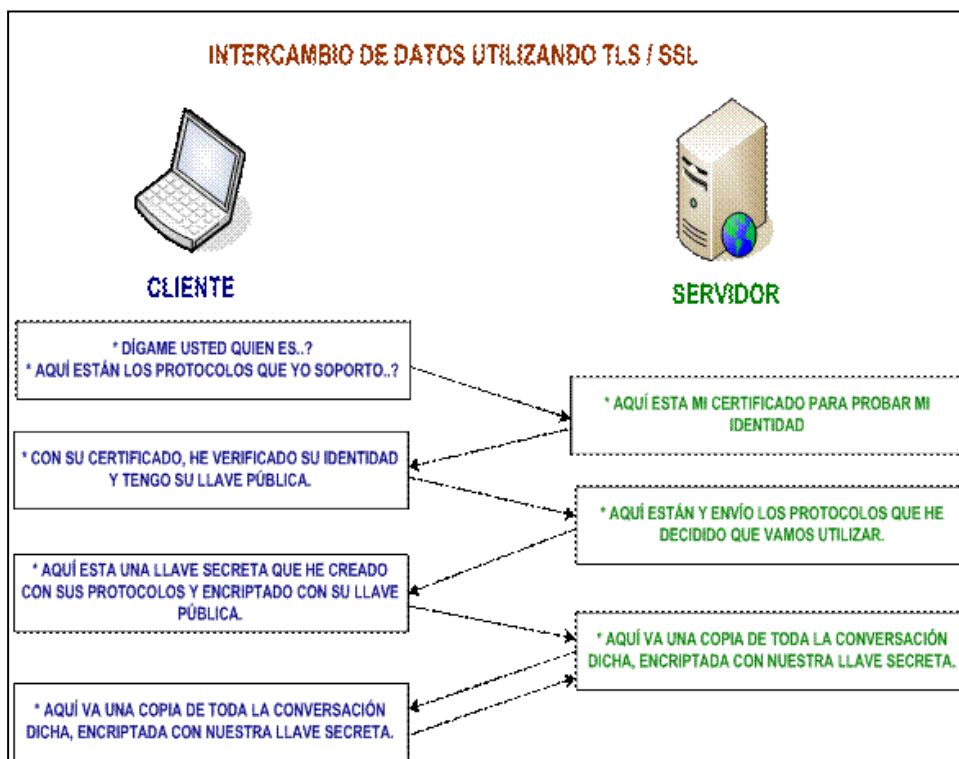 INTERCAMBIO DE DATOS UTILIZANDO TLS / SSL
CLIENTE
SERVIDOR
* DÍGAME USTED QUIEN ES..?
* AQUÍ ESTÁN LOS PROTOCOLOS QUE YO SOPORTO..?
* AQUÍ ESTA MI CERTIFICADO PARA PROBAR MI
IDENTIDAD
* CON SU CERTIFICADO, HE VERIFICADO SU IDENTIDAD
Y TENGO SU LLAVE PÚBLICA.
* AQUÍ ESTÁN Y ENVÍO LOS PROTOCOLOS QUE HE
DECIDIDO QUE VAMOS UTILIZAR.
* AQUÍ ESTA UNA LLAVE SECRETA QUE HE CREADO
CON SUS PROTOCOLOS Y ENCRIPTADO CON SU LLAVE
PÚBLICA.
* AQUÍ VA UNA COPIA DE TODA LA CONVERSACIÓN
DICHA, ENCRIPTADA CON NUESTRA LLAVE SECRETA.
* AQUÍ VA UNA COPIA DE TODA LA CONVERSACIÓN
DICHA, ENCRIPTADA CON NUESTRA LLAVE SECRETA.